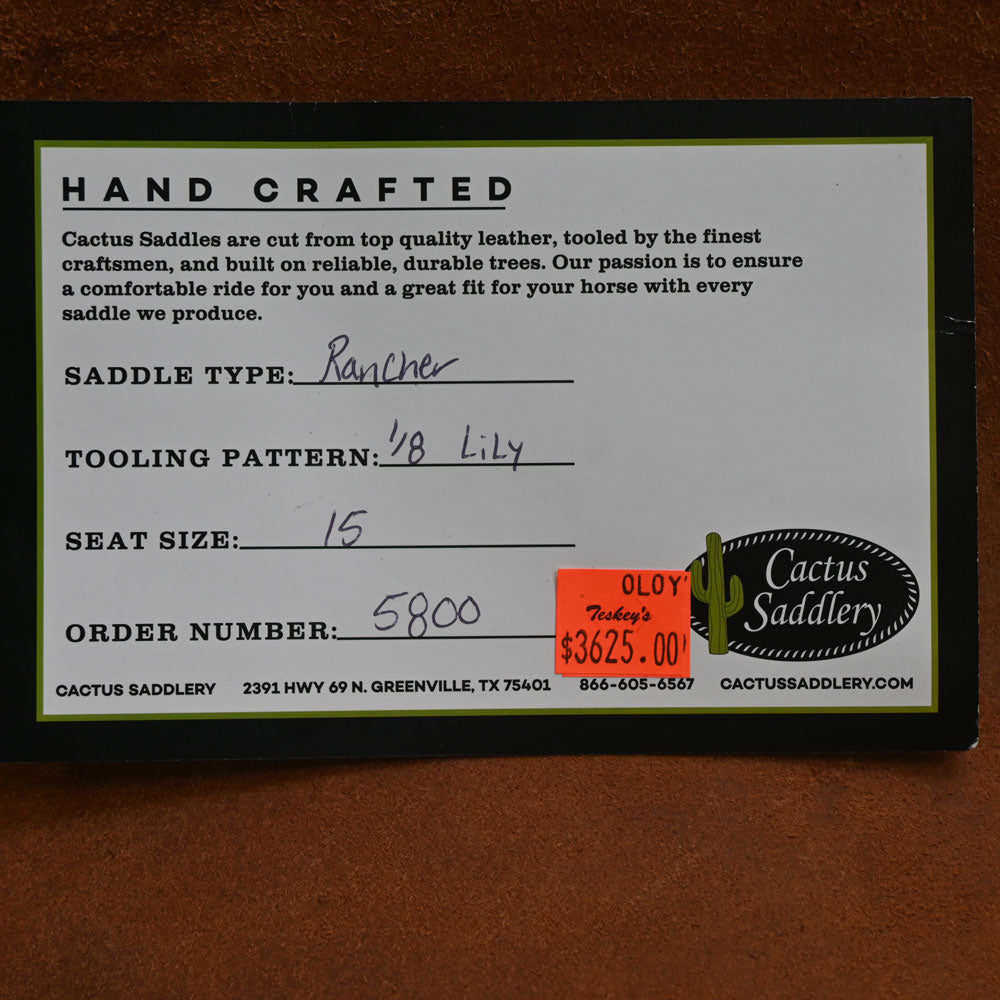 HAND CRAFTED
Cactus Saddles are cut from top quality leather, tooled by the finest
craftsmen, and built on reliable, durable trees. Our passion is to ensure
a comfortable ride for you and a great fit for your horse with every
saddle we produce.
SADDLE TYPE: Rancher
TOOLING PATTERN: 1/8 LiLy
SEAT SIZE: 15
ORDER NUMBER: 5800
OLOY'
Teskey's
$3625.00
Cactus
Saddlery
CACTUS SADDLERY 2391 HWY 69 N. GREENVILLE, TX 75401 866-605-6567 CACTUSSADDLERY.COM